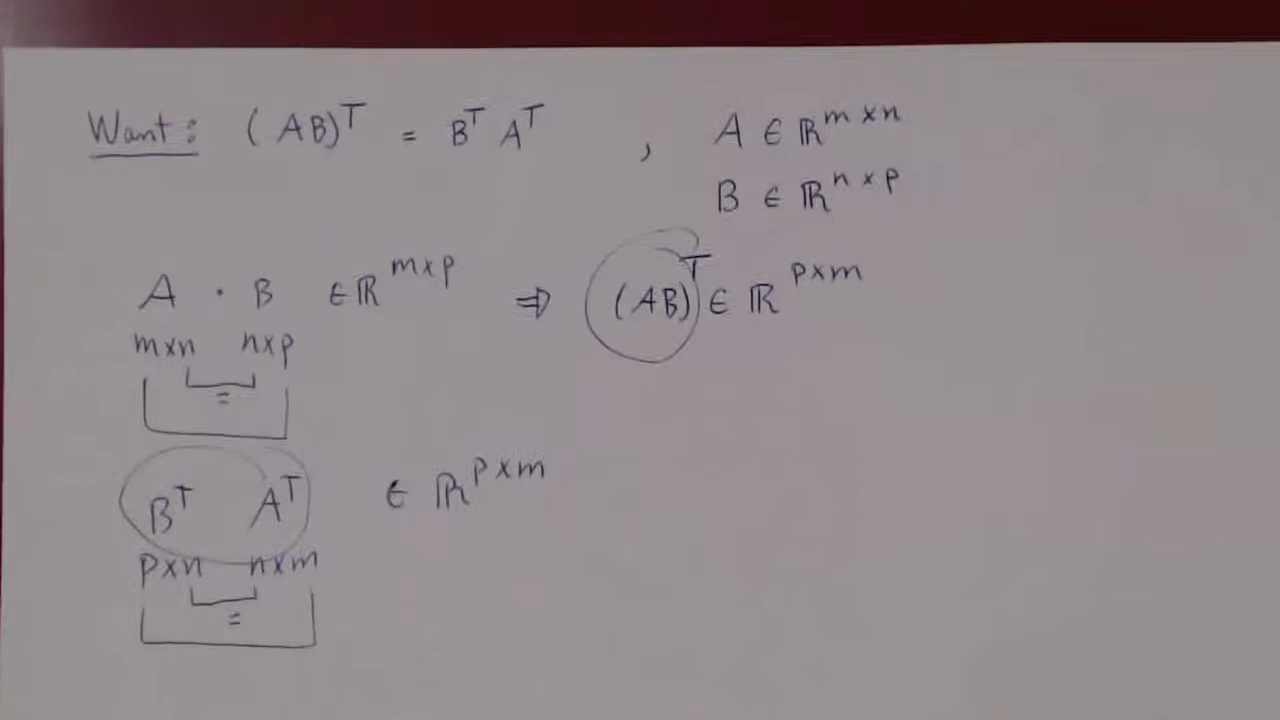 Want: (AB)^T = B^T A^T , A ∈ ℝ^{m×n}
B ∈ ℝ^{n×p}
A · B ∈ ℝ^{m×p} ⇒ (AB)^T ∈ ℝ^{p×m}
m×n n×p
=
B^T A^T ∈ ℝ^{p×m}
p×n n×m
=